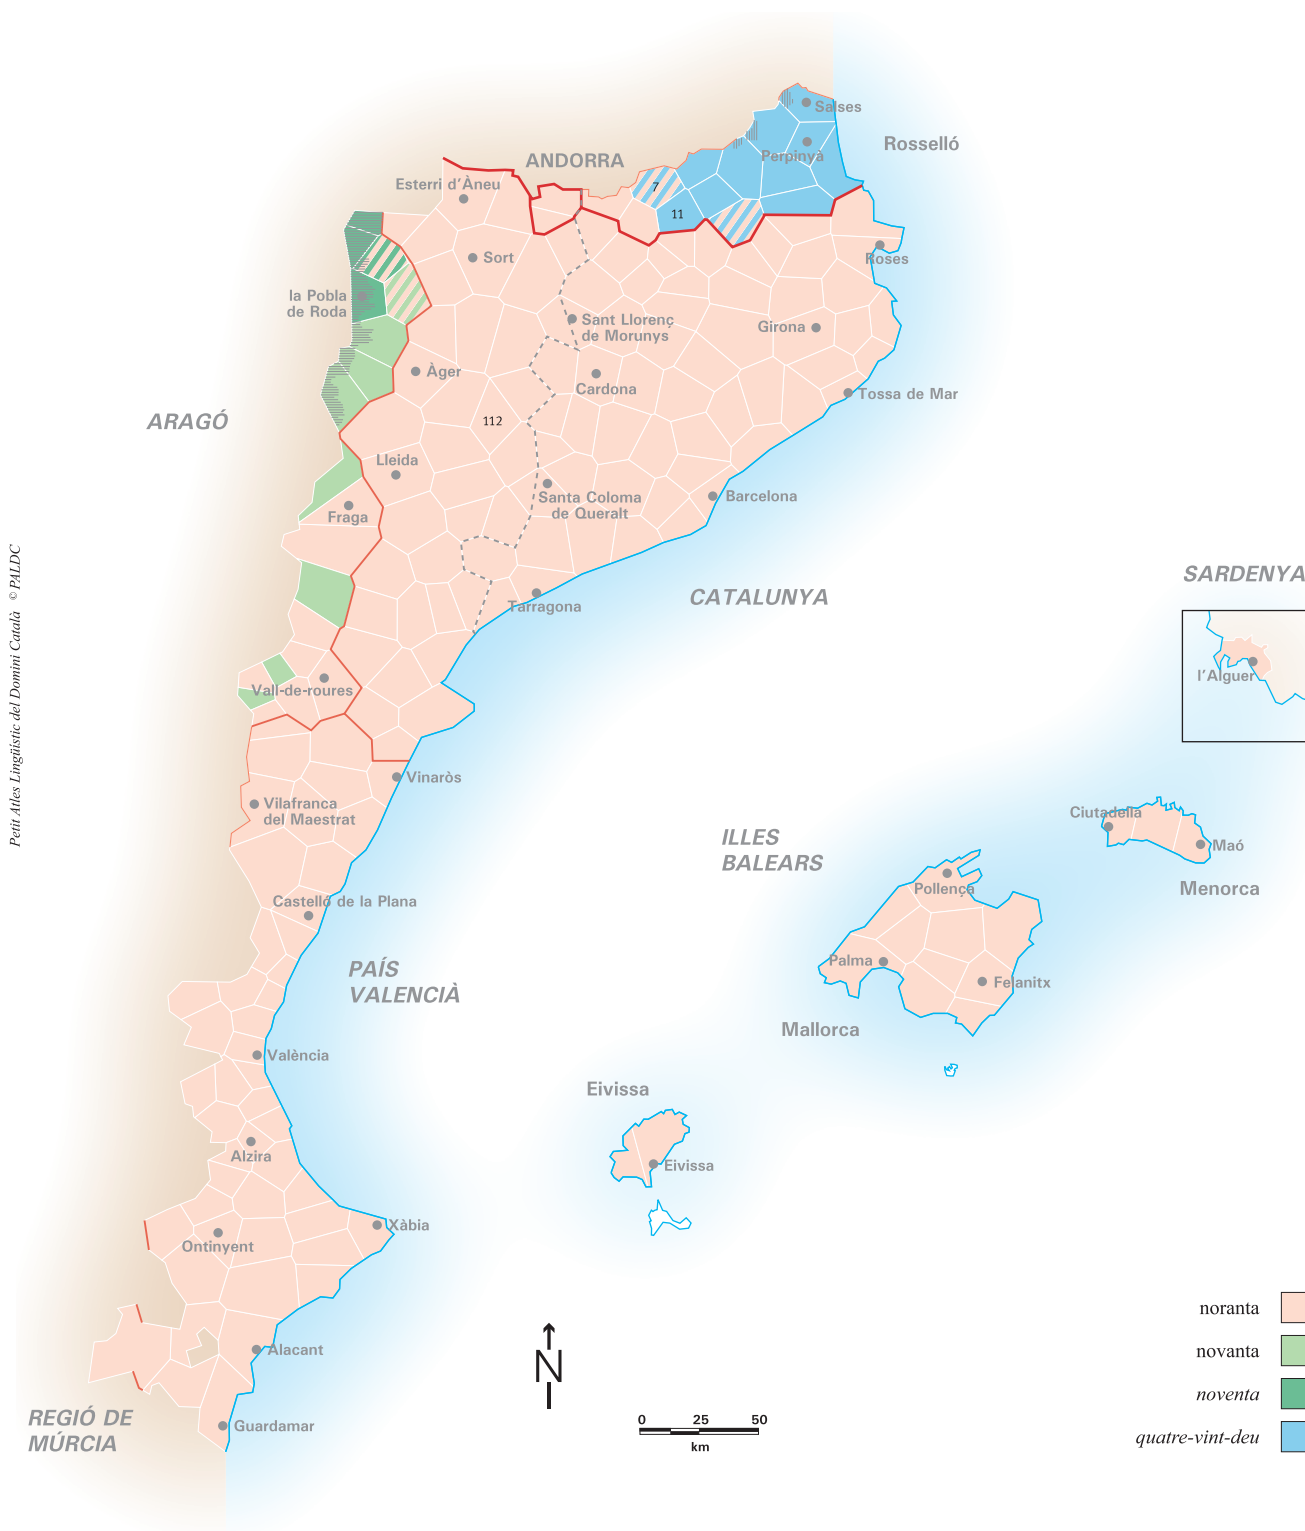 Salses
Rosselló
Perpinyà
ANDORRA
Esterri d'Àneu
7
11
Sort
Roses
la Pobla
de Roda
Sant Llorenç
de Morunys
Girona
Àger
Cardona
Tossa de Mar
ARAGÓ
112
Lleida
Santa Coloma
de Queralt
Barcelona
Fraga
Petit Atles Lingüístic del Domini Català © PALDC
SARDENYA
CATALUNYA
Tarragona
l'Alguer
Vall-de-roures
Vinaròs
Vilafranca
del Maestrat
Ciutadella
Maó
ILLES
BALEARS
Pollença
Menorca
Castelló de la Plana
PAÍS
VALENCIÀ
Palma
Felanitx
Mallorca
València
Eivissa
Alzira
Eivissa
Xàbia
Ontinyent
noranta
novanta
noventa
quatre-vint-deu
N
Alacant
REGIÓ DE
MÚRCIA
Guardamar
0 25 50
km